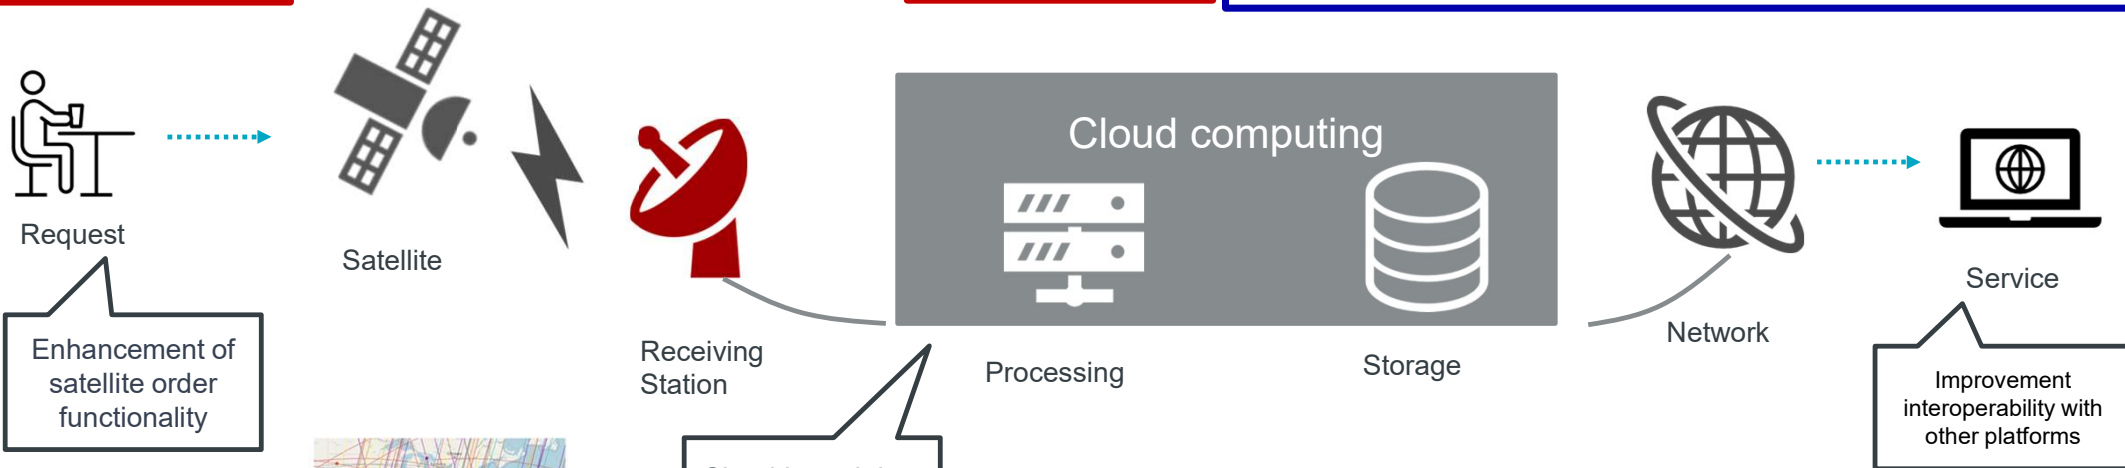 Cloud computing
Request
Satellite
Service
Network
Receiving
Station
Processing
Storage
Enhancement of
satellite order
functionality
Improvement
interoperability with
other platforms